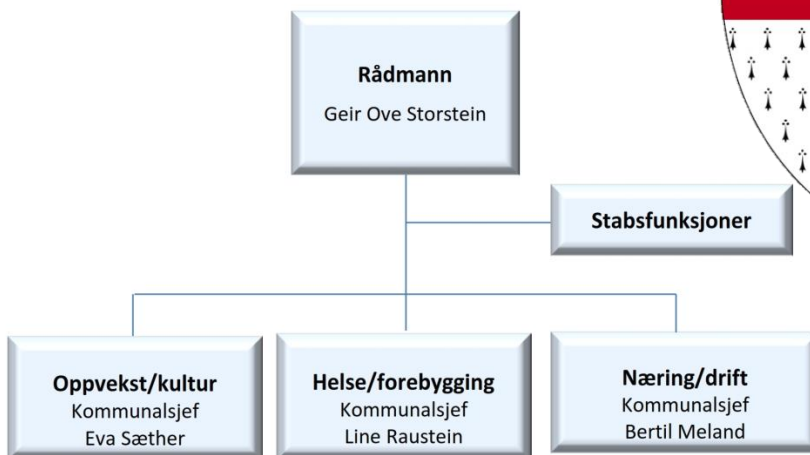 Rådmann
Geir Ove Storstein
Stabsfunksjoner
Oppvekst/kultur
Kommunalsjef
Eva Sæther
Helse/forebygging
Kommunalsjef
Line Raustein
Næring/drift
Kommunalsjef
Bertil Meland